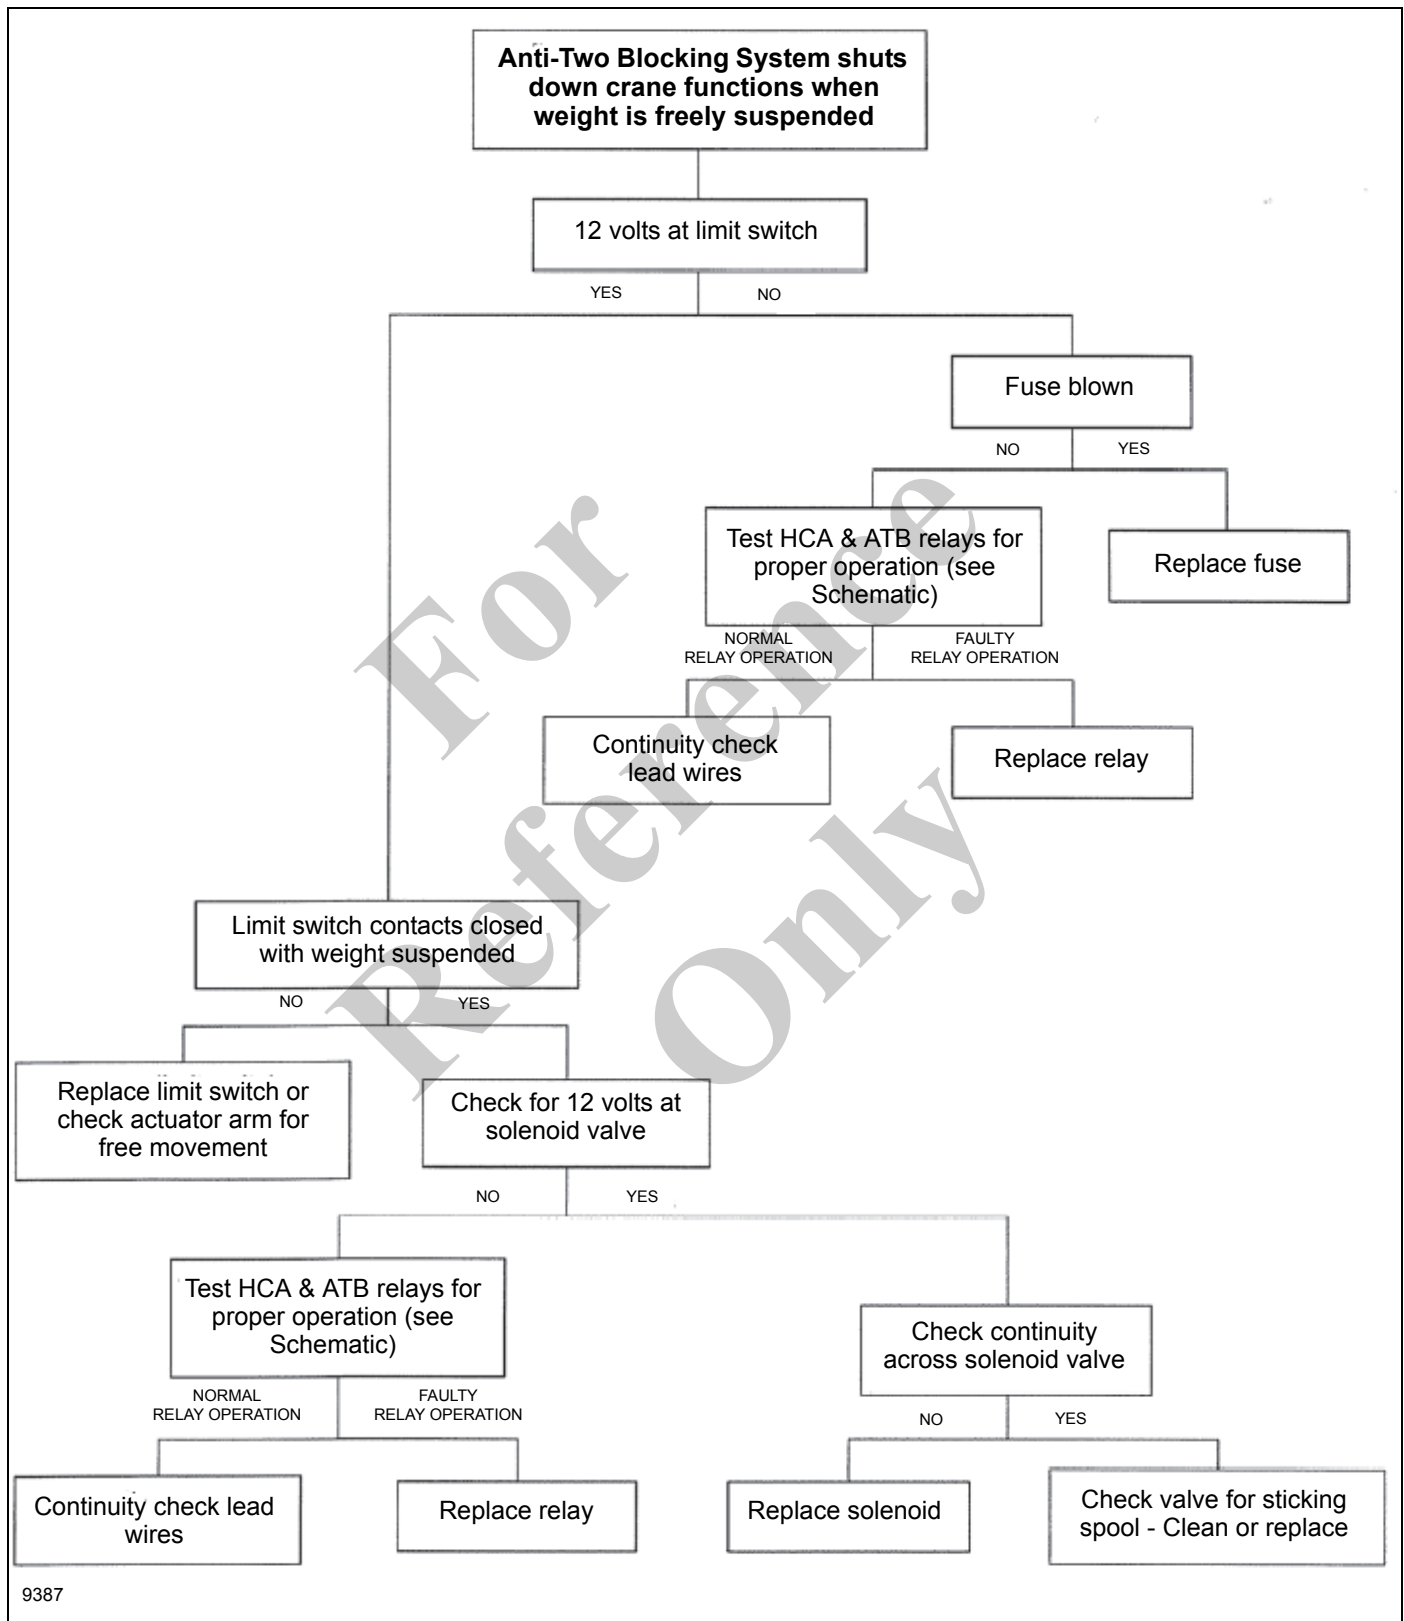 Anti-Two Blocking System shuts
down crane functions when
weight is freely suspended
12 volts at limit switch
YES
NO
Fuse blown
NO
YES
Test HCA & ATB relays for
proper operation (see
Schematic)
Replace fuse
NORMAL
RELAY OPERATION
FAULTY
RELAY OPERATION
Continuity check
lead wires
Replace relay
Limit switch contacts closed
with weight suspended
NO
YES
Replace limit switch or
check actuator arm for
free movement
Check for 12 volts at
solenoid valve
NO
YES
Test HCA & ATB relays for
proper operation (see
Schematic)
Check continuity
across solenoid valve
NORMAL
RELAY OPERATION
FAULTY
RELAY OPERATION
NO
YES
Continuity check lead
wires
Replace relay
Replace solenoid
Check valve for sticking
spool - Clean or replace
9387
For
Reference
Only